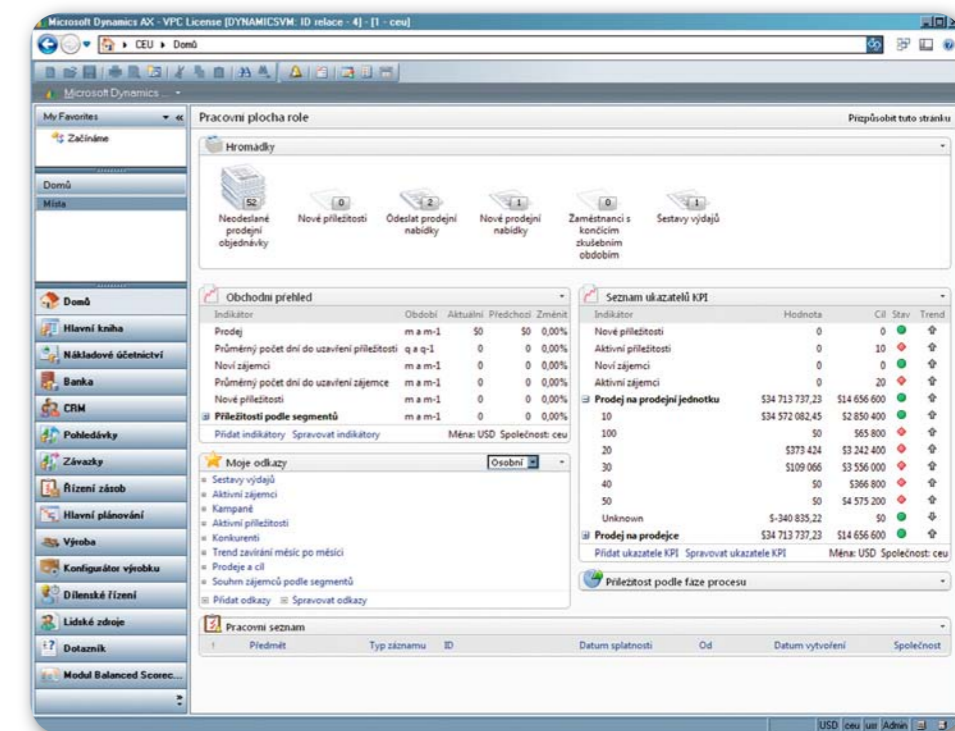 Microsoft Dynamics AX - VPC License [DYNAMICSVM: ID relace - 4] - [1 - ceu]
CEU Domů
Microsoft Dynamics ...
My Favorites
Začínáme
Domů
Místa
Domů
Hlavní kniha
Nákladové účetnictví
Banka
CRM
Pohledávky
Závazky
Řízení zásob
Hlavní plánování
Výroba
Konfigurátor výrobku
Dílenské řízení
Lidské zdroje
Dotazník
Modul Balanced Scorec...
Pracovní plocha role
Přizpůsobit tuto stránku
Hromádky
52
Neodeslané
prodejní
objednávky
0
Nové příležitosti
2
Odeslat prodejní
nabídky
1
Nové prodejní
nabídky
0
Zaměstnanci s
končícím
zkušebním
obdobím
1
Sestavy výdajů
Obchodní přehled
Indikátor Období Aktuální Předchozí Změnit
Prodej m a m-1 $0 $0 0,00%
Průměrný počet dní do uzavření příležitosti q a q-1 0 0 0,00%
Noví zájemci m a m-1 0 0 0,00%
Průměrný počet dní do uzavření zájemce m a m-1 0 0 0,00%
Nové příležitosti m a m-1 0 0 0,00%
Příležitosti podle segmentů m a m-1 0 0 0,00%
Přidat indikátory Spravovat indikátory Měna: USD Společnost: ceu
Moje odkazy Osobní
Sestavy výdajů
Aktivní zájemci
Kampaně
Aktivní příležitosti
Konkurenti
Trend zavírání měsíc po měsíci
Prodeje a cíl
Souhrn zájemců podle segmentů
Přidat odkazy Spravovat odkazy
Seznam ukazatelů KPI
Indikátor Hodnota Cíl Stav Trend
Nové příležitosti 0 0
Aktivní příležitosti 0 10
Noví zájemci 0 0
Aktivní zájemci 0 20
Prodej na prodejní jednotku $34 713 737,23 $14 656 600
10 $34 572 082,45 $2 850 400
100 $0 $65 800
20 $373 424 $3 242 400
30 $109 066 $3 556 000
40 $0 $366 800
50 $0 $4 575 200
Unknown $-340 835,22 $0
Prodej na prodejce $34 713 737,23 $14 656 600
Přidat ukazatele KPI Spravovat ukazatele KPI Měna: USD Společnost: ceu
Příležitost podle fáze procesu
Pracovní seznam
! Předmět Typ záznamu ID Datum splatnosti Od Datum vytvoření Společnost
USD ceu usr Admin